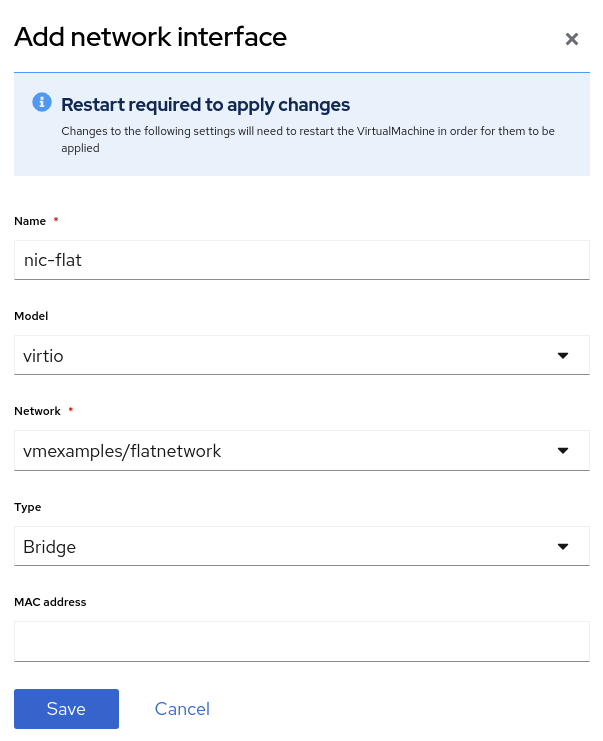 Add network interface
Restart required to apply changes
Changes to the following settings will need to restart the VirtualMachine in order for them to be
applied
Name *
nic-flat
Model
virtio
Network *
vmexamples/flatnetwork
Type
Bridge
MAC address
Save Cancel